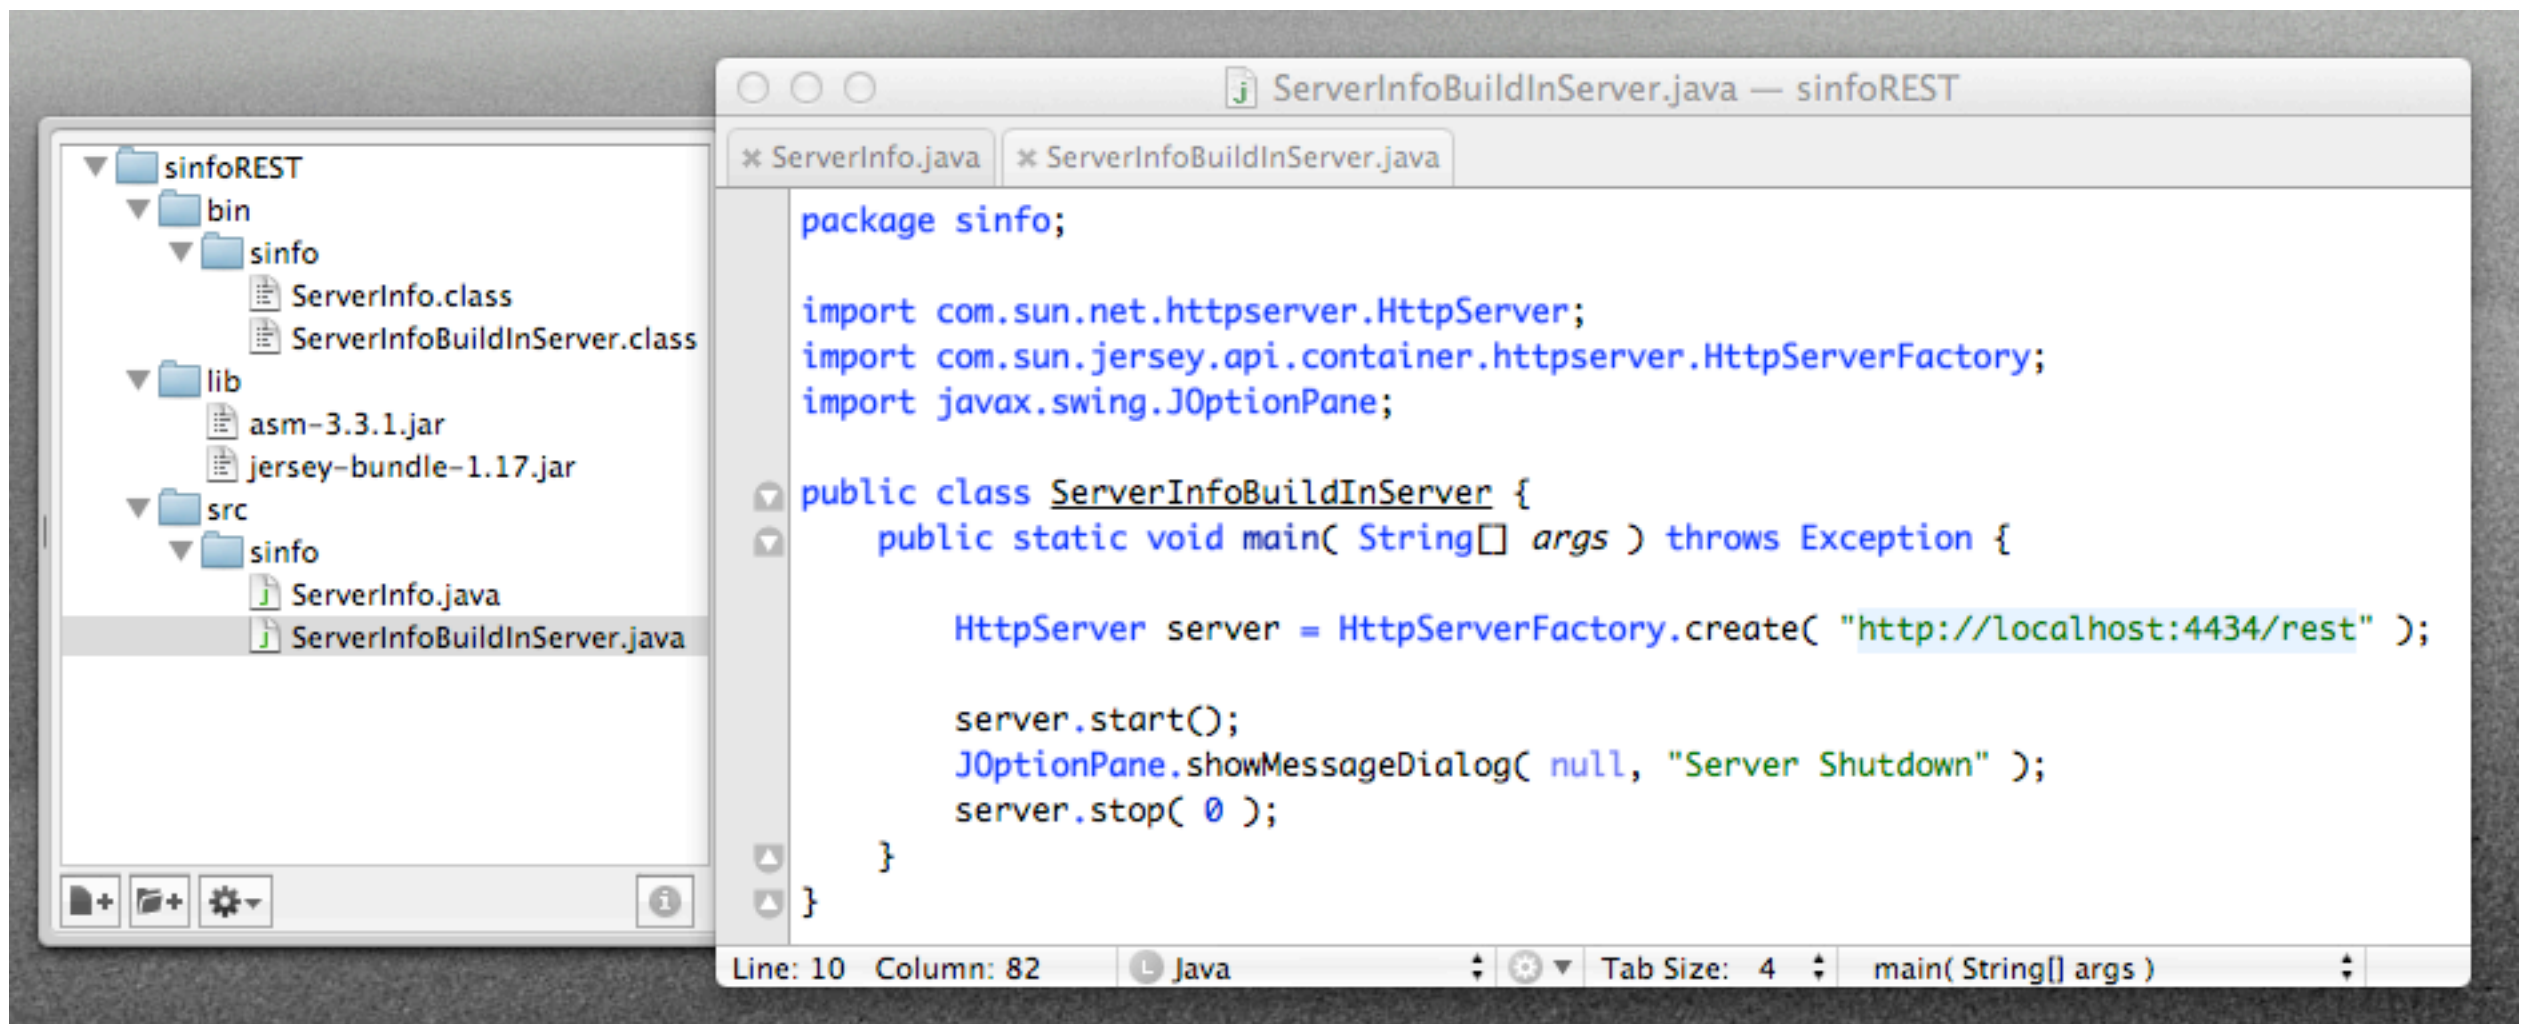 sinfoREST
bin
sinfo
ServerInfo.class
ServerInfoBuildInServer.class
lib
asm-3.3.1.jar
jersey-bundle-1.17.jar
src
sinfo
ServerInfo.java
ServerInfoBuildInServer.java
ServerInfoBuildInServer.java — sinfoREST
ServerInfo.java ServerInfoBuildInServer.java
package sinfo;
import com.sun.net.httpserver.HttpServer;
import com.sun.jersey.api.container.httpserver.HttpServerFactory;
import javax.swing.JOptionPane;
public class ServerInfoBuildInServer {
public static void main( String[] args ) throws Exception {
HttpServer server = HttpServerFactory.create( "http://localhost:4434/rest" );
server.start();
JOptionPane.showMessageDialog( null, "Server Shutdown" );
server.stop( 0 );
}
}
Line: 10 Column: 82 L Java Tab Size: 4 main( String[] args )